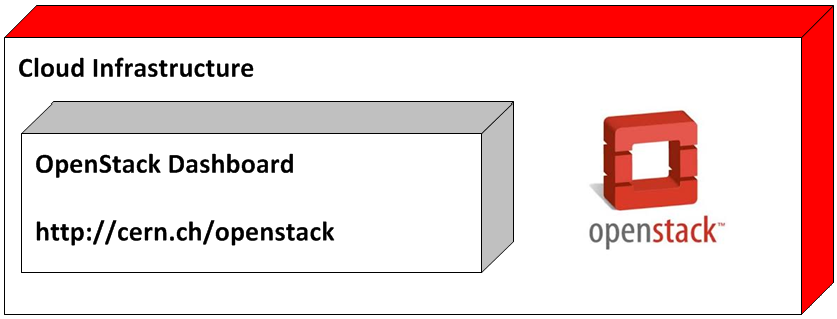 Cloud Infrastructure
OpenStack Dashboard
http://cern.ch/openstack
openstack™